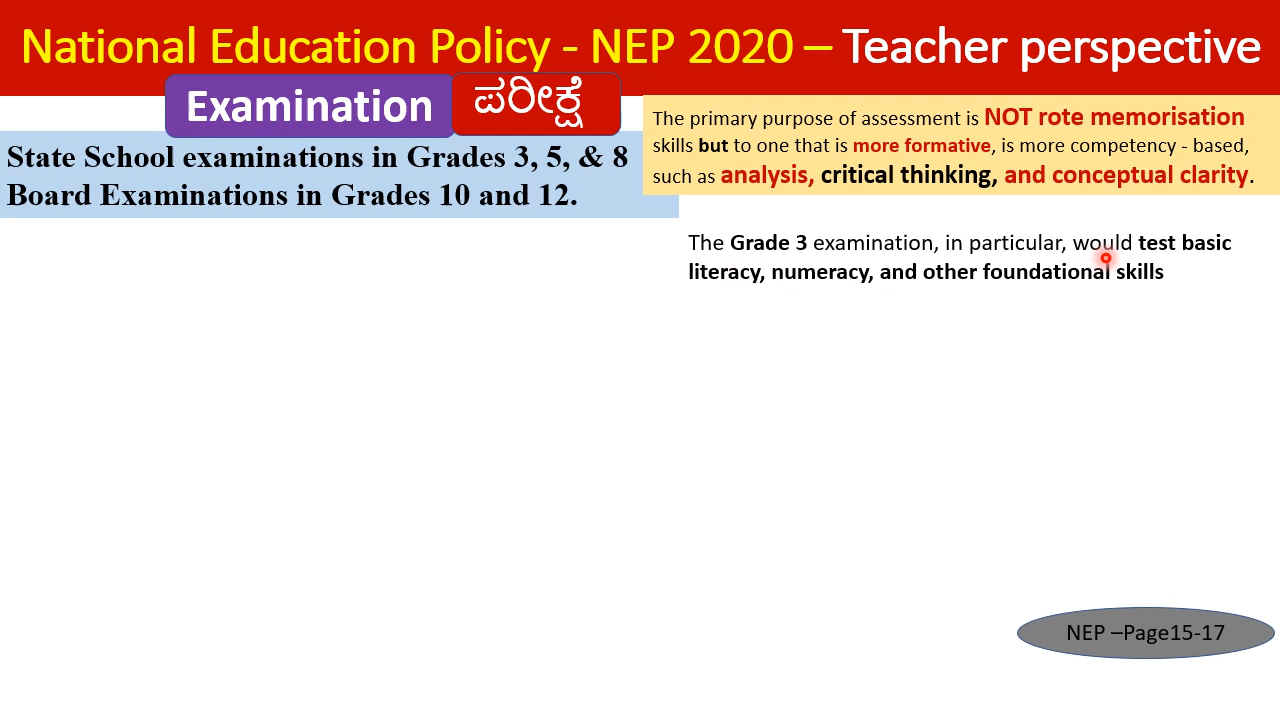 National Education Policy - NEP 2020 – Teacher perspective
Examination
ಪರೀಕ್ಷೆ
State School examinations in Grades 3, 5, & 8
Board Examinations in Grades 10 and 12.
The primary purpose of assessment is NOT rote memorisation
skills but to one that is more formative, is more competency - based,
such as analysis, critical thinking, and conceptual clarity.
The Grade 3 examination, in particular, would test basic
literacy, numeracy, and other foundational skills
NEP –Page15-17